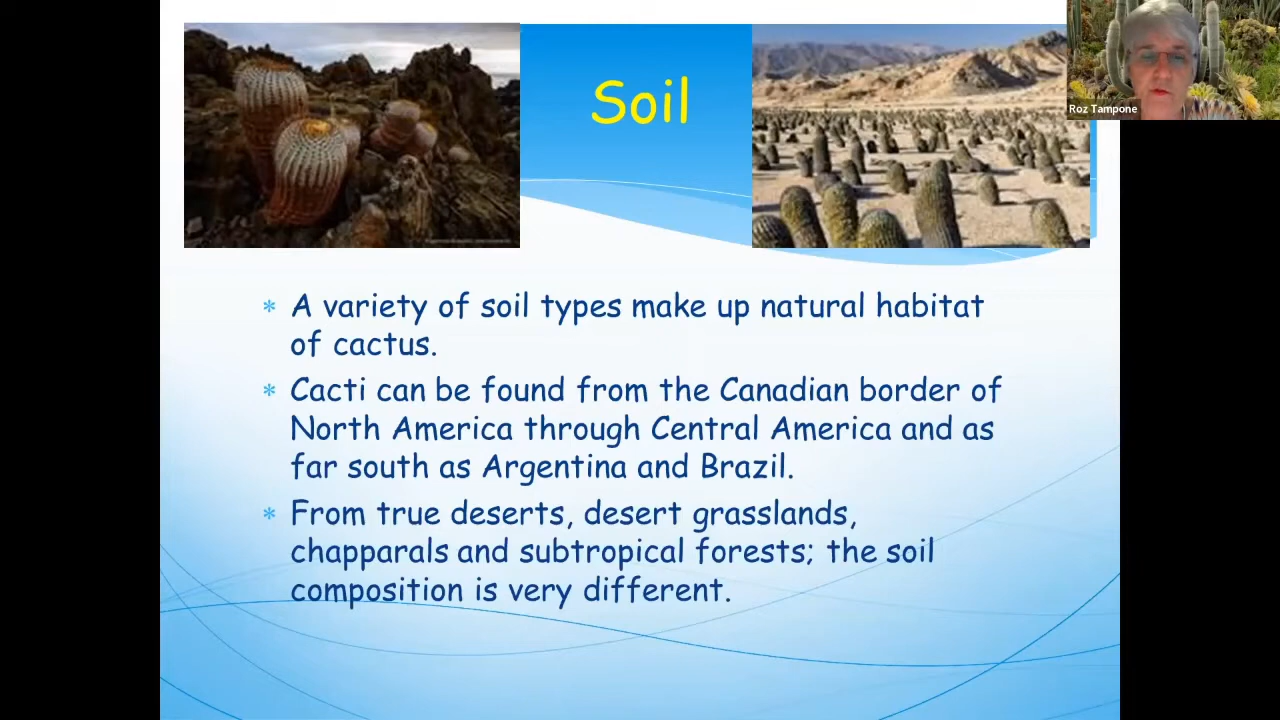 Soil
Roz Tampone
* A variety of soil types make up natural habitat
of cactus.
* Cacti can be found from the Canadian border of
North America through Central America and as
far south as Argentina and Brazil.
* From true deserts, desert grasslands,
chapparals and subtropical forests; the soil
composition is very different.